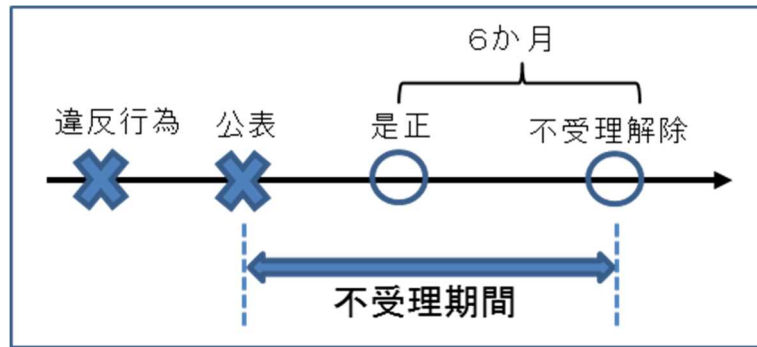 ６か月
違反行為
公表
是正
不受理解除
不受理期間